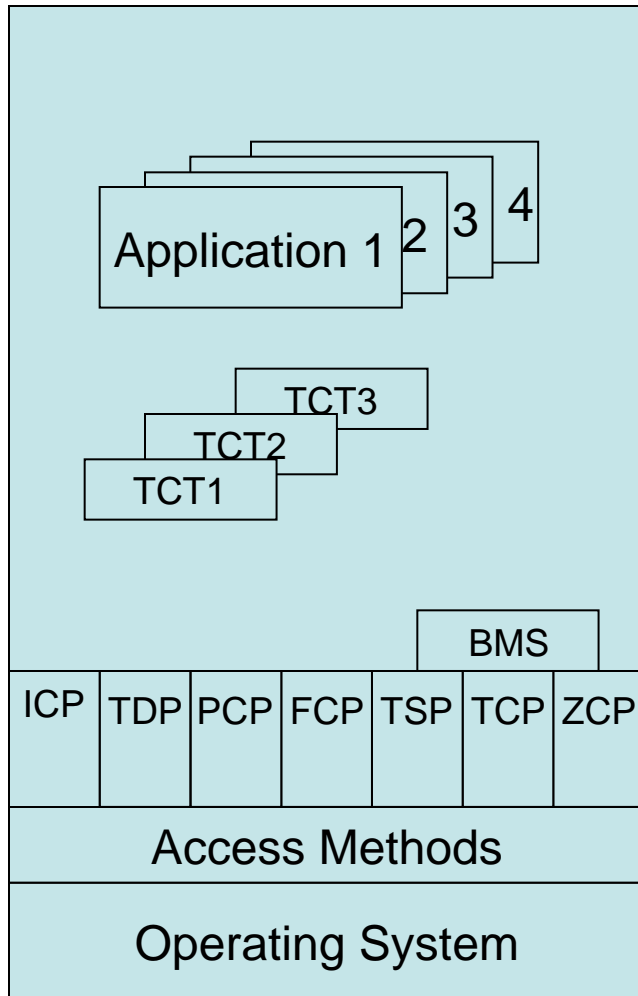 4
3
2
Application 1
TCT3
TCT2
TCT1
BMS
ICP TDP PCP FCP TSP TCP ZCP
Access Methods
Operating System